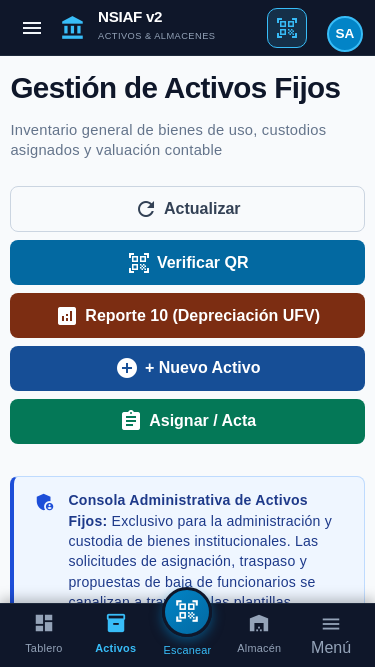 NSIAF v2
ACTIVOS & ALMACENES
SA
Gestión de Activos Fijos
Inventario general de bienes de uso, custodios
asignados y valuación contable
Actualizar
Verificar QR
Reporte 10 (Depreciación UFV)
+ Nuevo Activo
Asignar / Acta
Consola Administrativa de Activos
Fijos: Exclusivo para la administración y
custodia de bienes institucionales. Las
solicitudes de asignación, traspaso y
propuestas de baja de funcionarios se
canalizan a las plantillas
Tablero
Activos
Escanear
Almacén
Menú